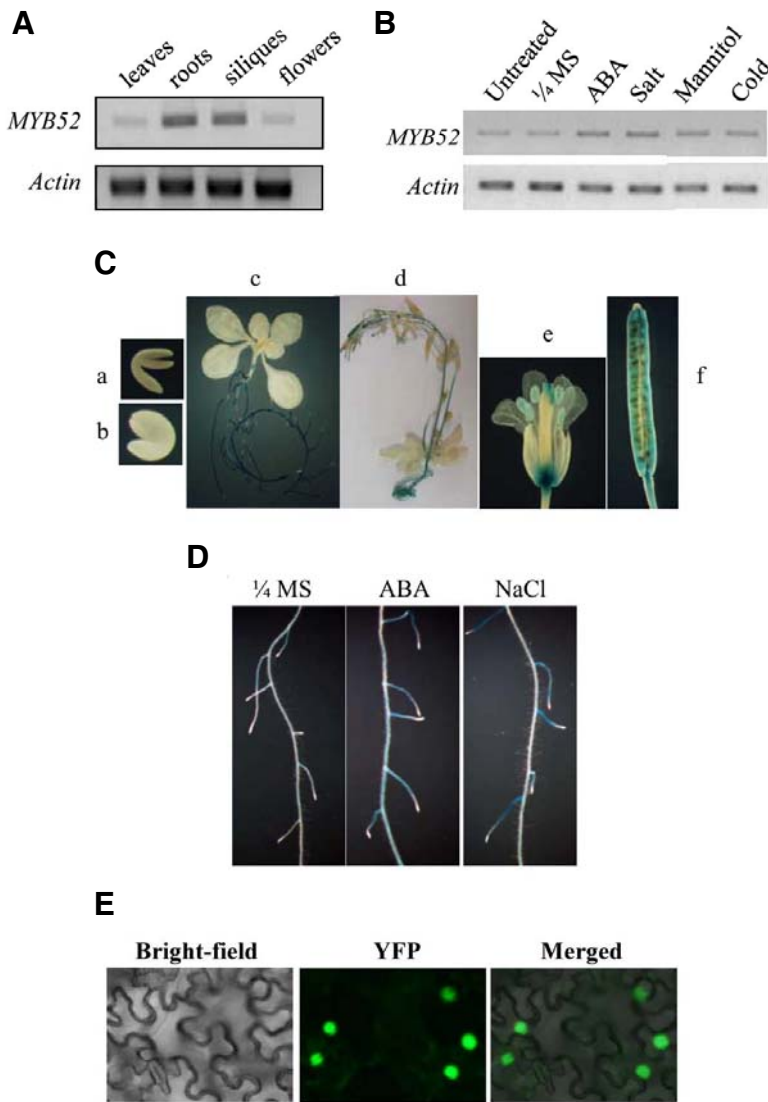 A
leaves roots siliques flowers
MYB52
Actin
B
Untreated ¼ MS ABA Salt Mannitol Cold
MYB52
Actin
C
a
b
c
d
e
f
D
¼ MS ABA NaCl
E
Bright-field YFP Merged